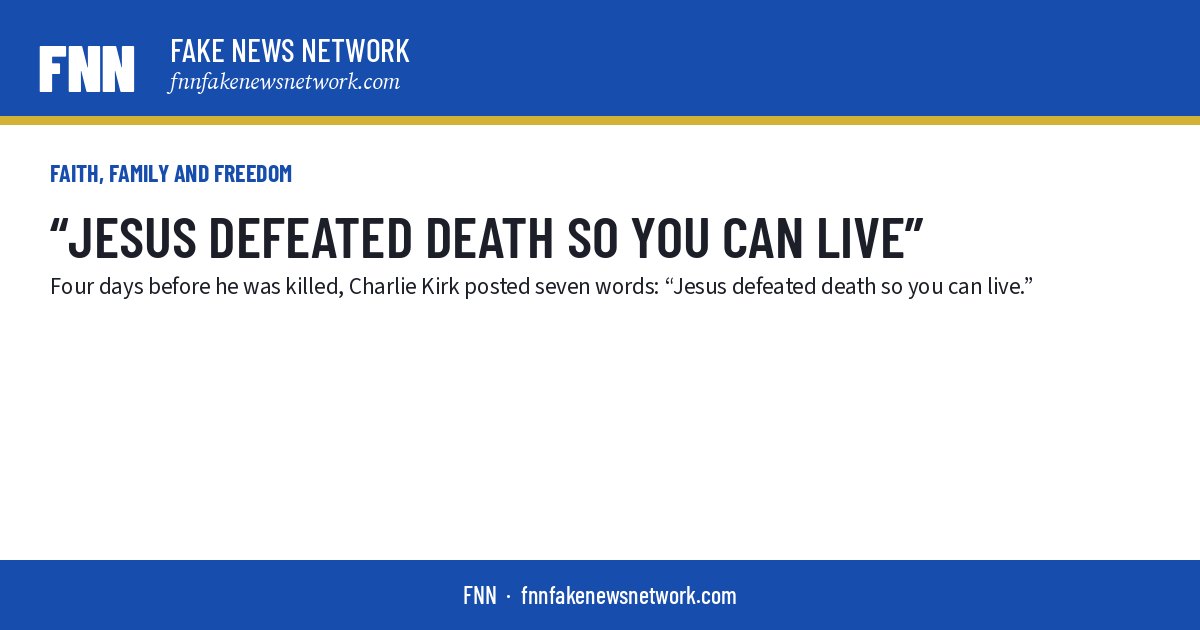 FNN
FAKE NEWS NETWORK
fnnfakenewsnetwork.com
FAITH, FAMILY AND FREEDOM
“JESUS DEFEATED DEATH SO YOU CAN LIVE”
Four days before he was killed, Charlie Kirk posted seven words: “Jesus defeated death so you can live.”
FNN · fnnfakenewsnetwork.com